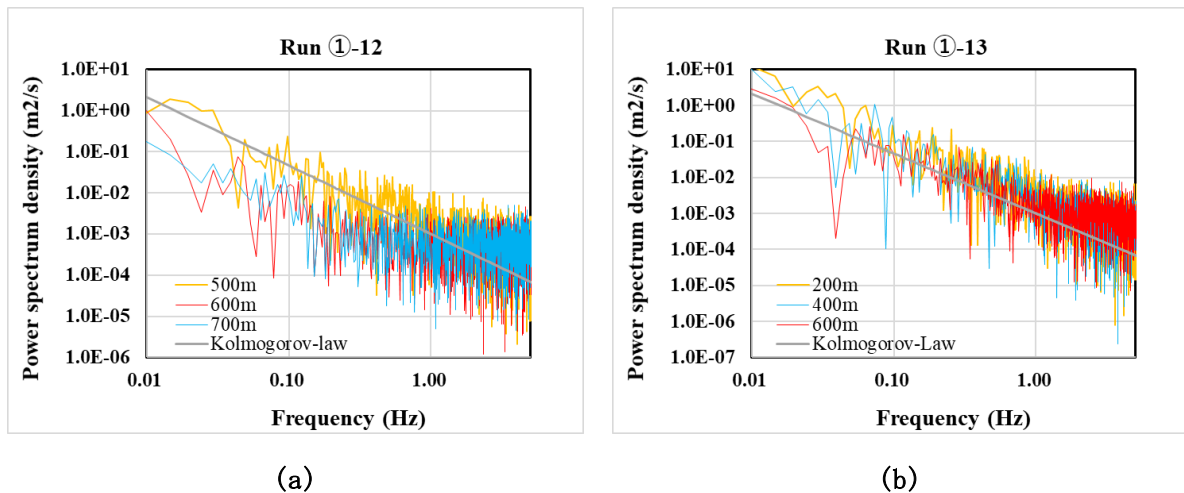 Run ①-12
Power spectrum density (m2/s)
1.0E+01
1.0E+00
1.0E-01
1.0E-02
1.0E-03
1.0E-04
1.0E-05
1.0E-06
500m
600m
700m
Kolmogorov-law
0.01 0.10 1.00
Frequency (Hz)
(a)
Run ①-13
Power spectrum density (m2/s)
1.0E+01
1.0E+00
1.0E-01
1.0E-02
1.0E-03
1.0E-04
1.0E-05
1.0E-06
1.0E-07
200m
400m
600m
Kolmogorov-Law
0.01 0.10 1.00
Frequency (Hz)
(b)